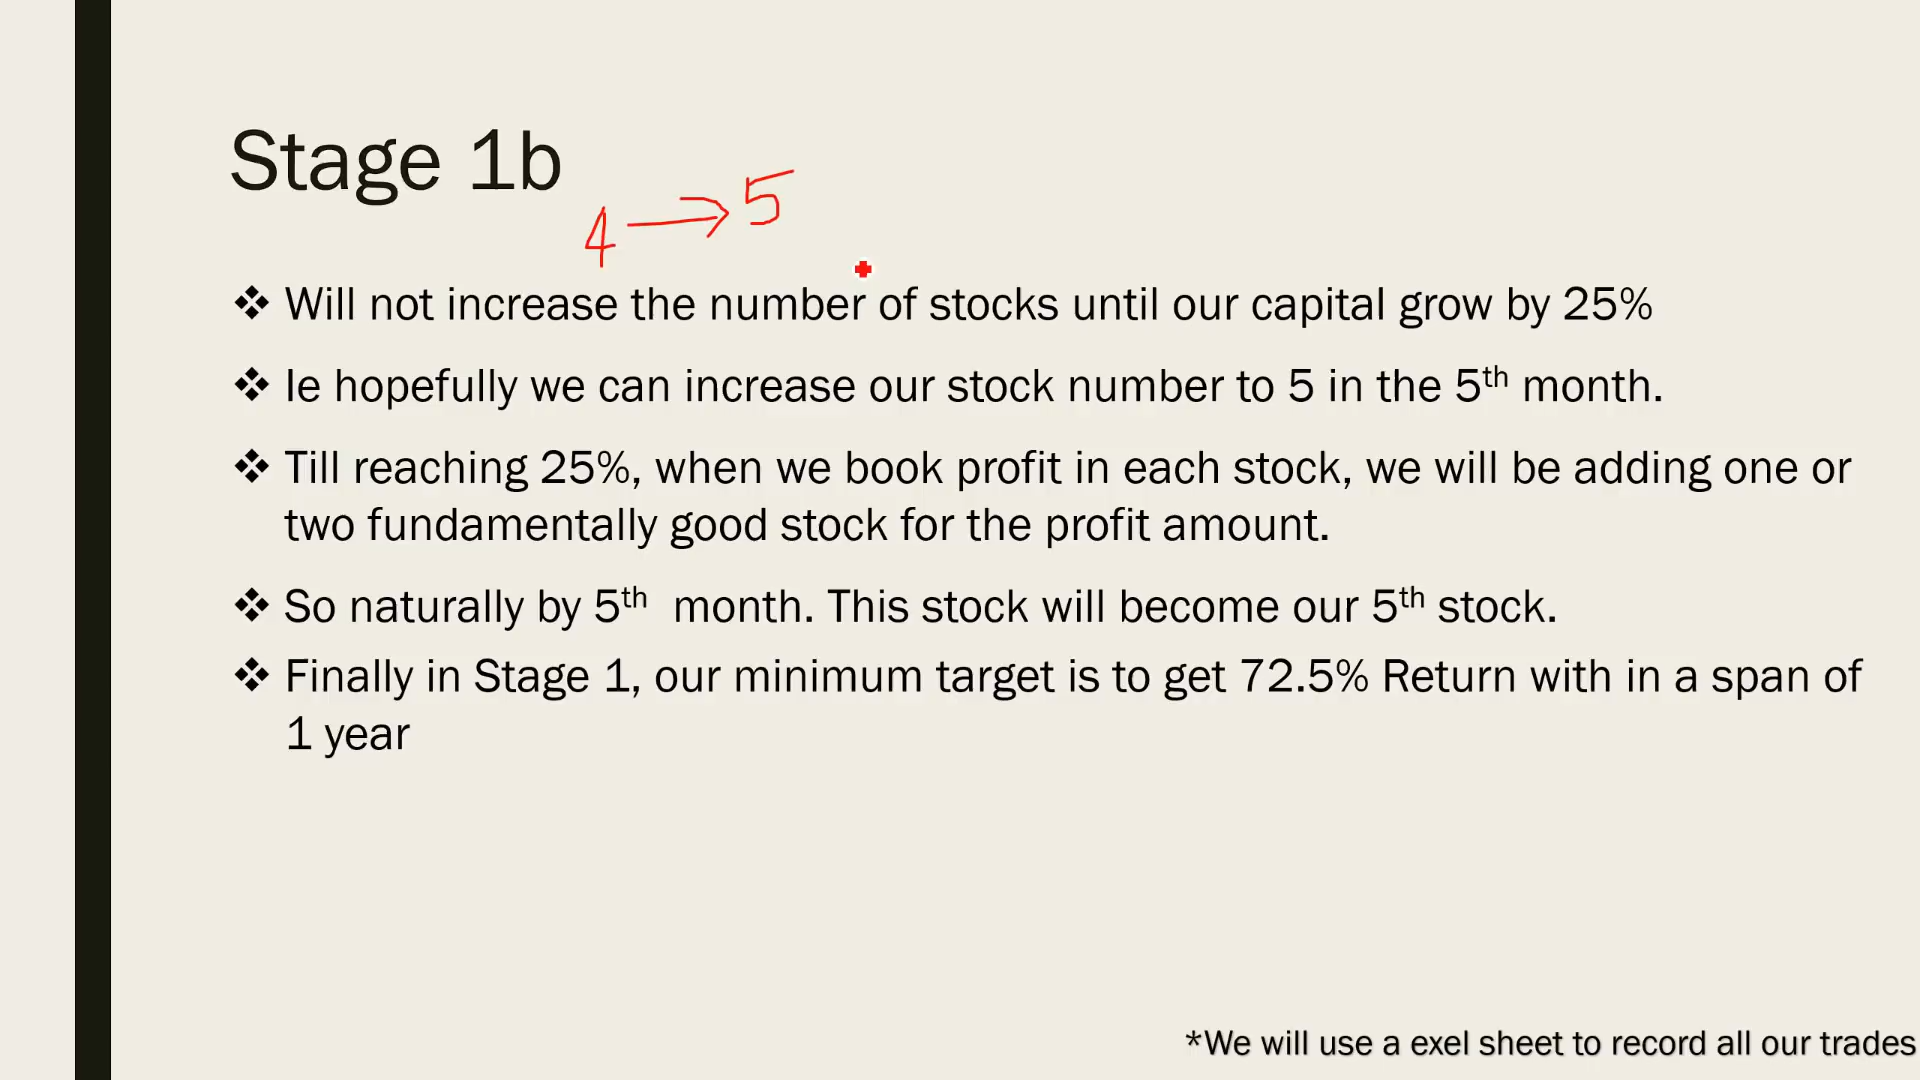 Stage 1b
4 → 5
❖ Will not increase the number of stocks until our capital grow by 25%
❖ Ie hopefully we can increase our stock number to 5 in the 5th month.
❖ Till reaching 25%, when we book profit in each stock, we will be adding one or
two fundamentally good stock for the profit amount.
❖ So naturally by 5th month. This stock will become our 5th stock.
❖ Finally in Stage 1, our minimum target is to get 72.5% Return with in a span of
1 year
*We will use a exel sheet to record all our trades